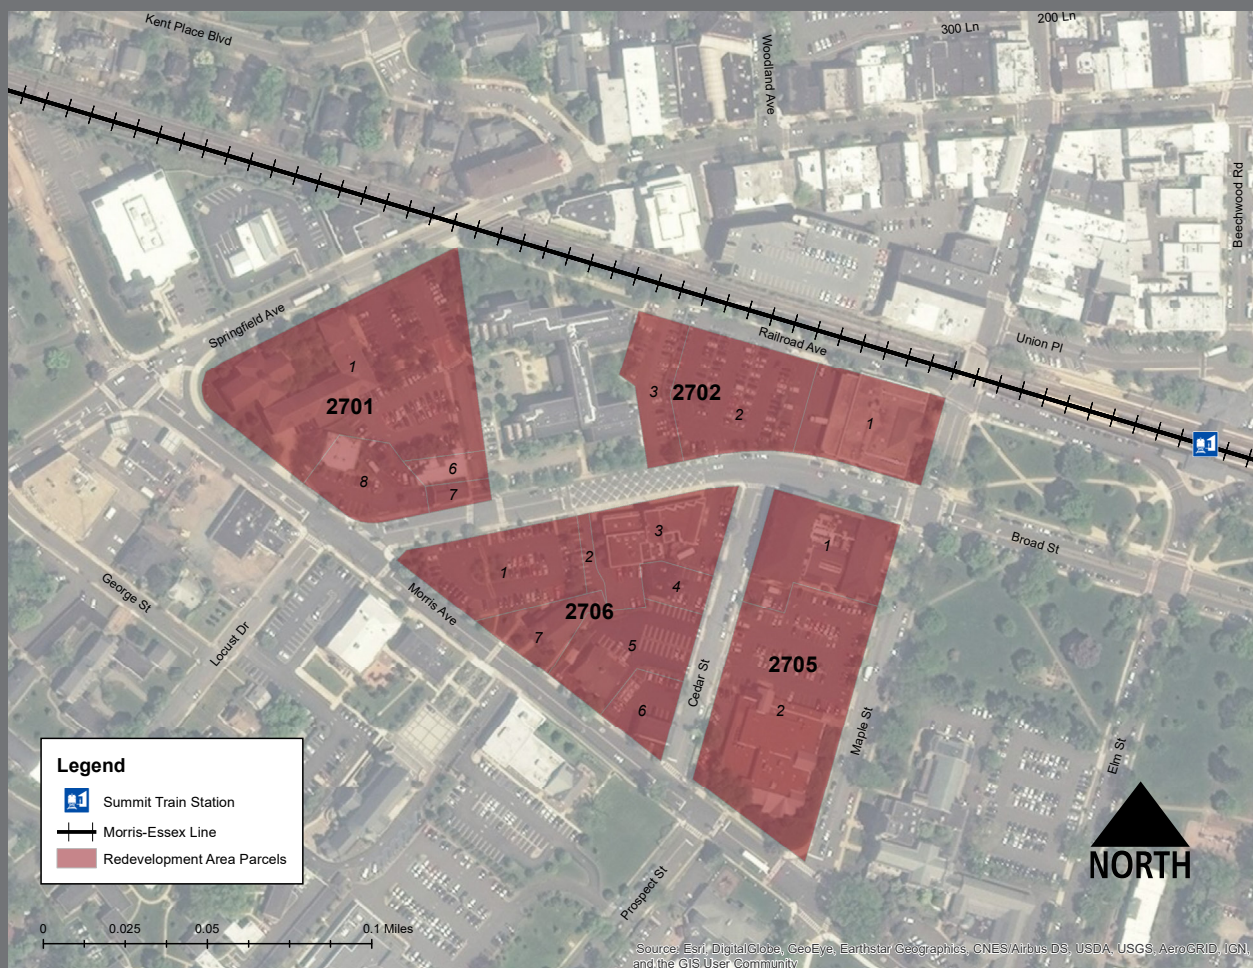 Kent Place Blvd
Woodland Ave
300 Ln
200 Ln
Beechwood Rd
Springfield Ave
Railroad Ave
Union Pl
1
2701
8
6
7
3
2702
2
1
Broad St
1
2
3
4
2706
7
5
6
Morris Ave
Cedar St
1
2705
2
Maple St
Elm St
George St
Locust Dr
Prospect St
Legend
Summit Train Station
Morris-Essex Line
Redevelopment Area Parcels
NORTH
0 0.025 0.05 0.1 Miles
Source: Esri, DigitalGlobe, GeoEye, Earthstar Geographics, CNES/Airbus DS, USDA, USGS, AeroGRID, IGN,
and the GIS User Community